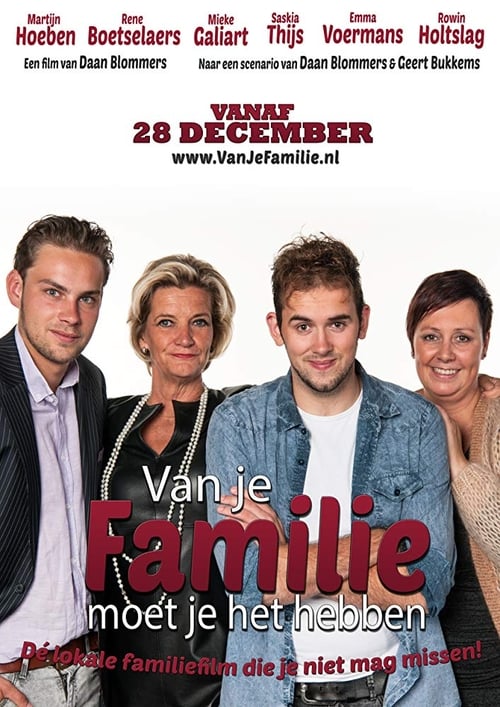 Martijn Rene Mieke Saskia Emma Rowin
Hoeben Boetselaers Galiart Thijs Voermans Holtslag
Een film van Daan Blommers Naar een scenario van Daan Blommers & Geert Bukkems
VANAF
28 DECEMBER
www.VanJeFamilie.nl
Van je
Familie
moet je het hebben
Dé lokale familiefilm die je niet mag missen!